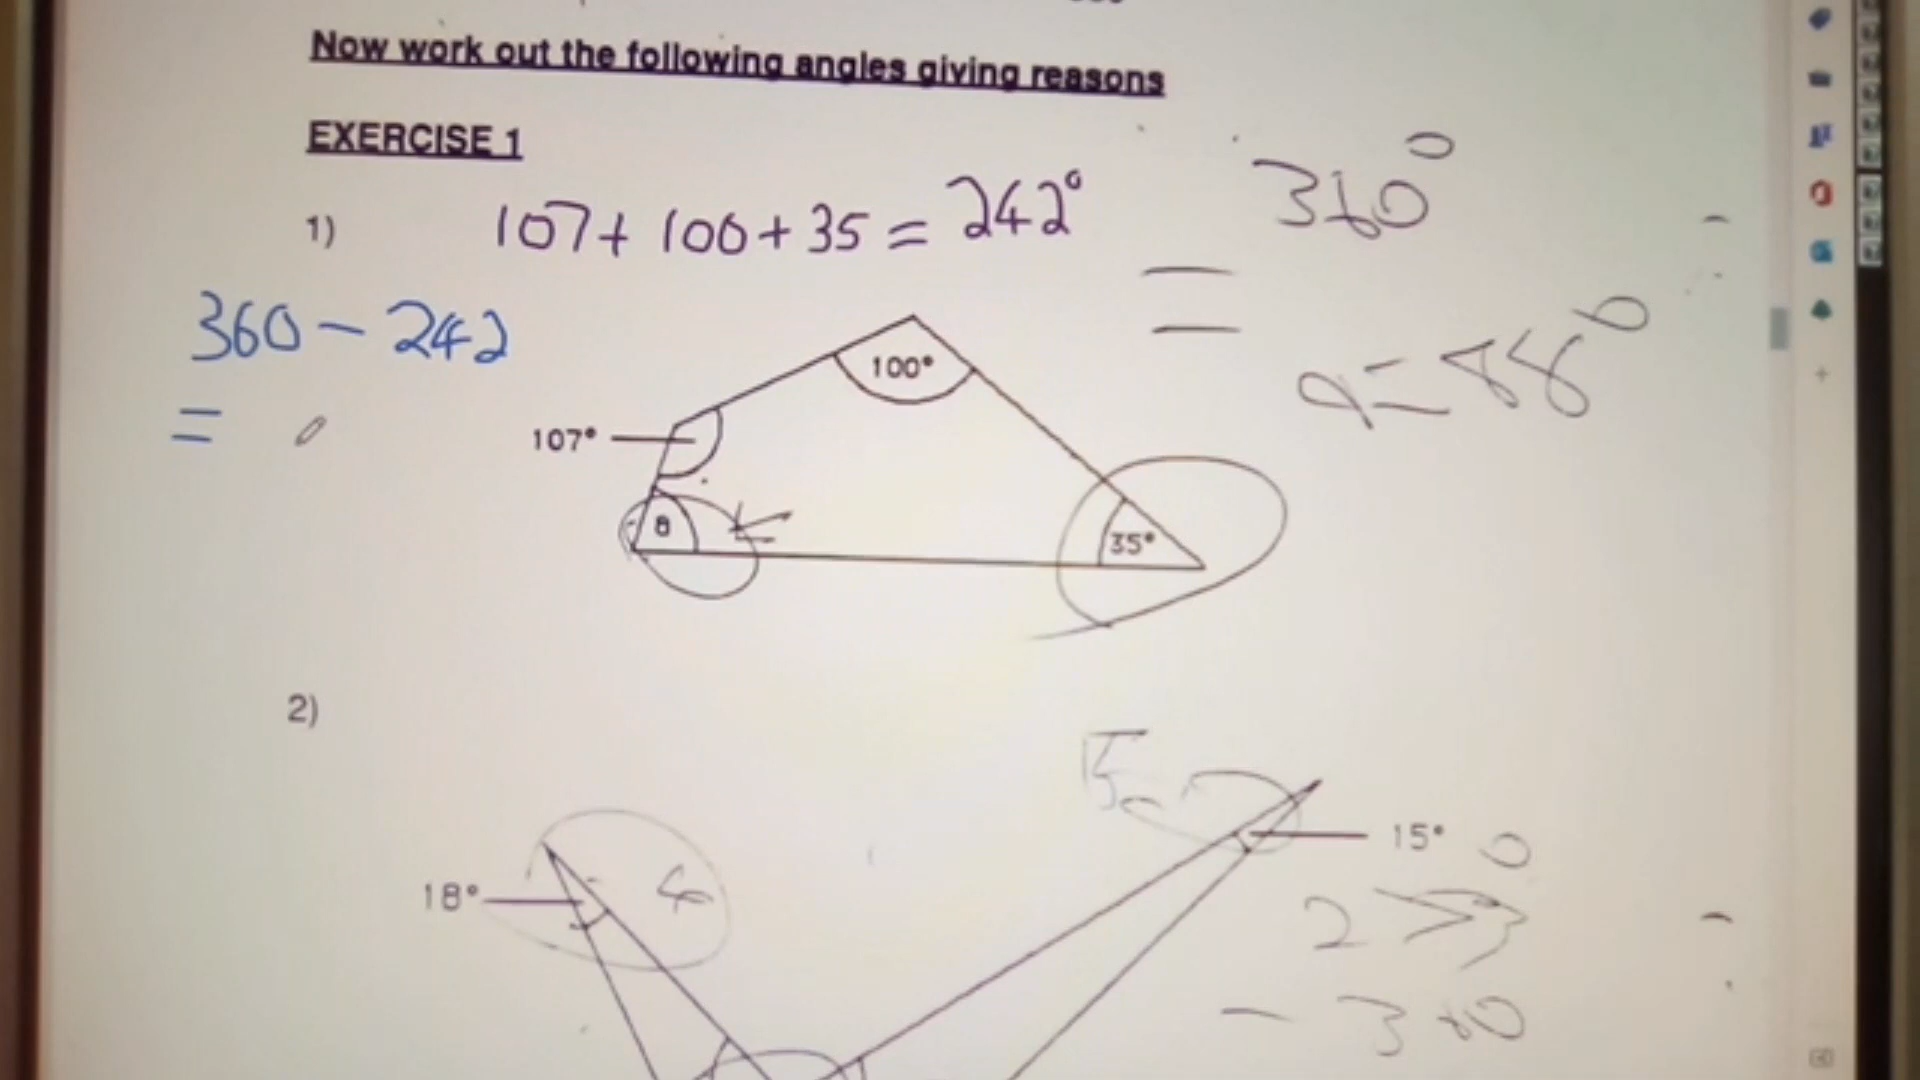 Now work out the following angles giving reasons
EXERCISE 1
1)
107 + 100 + 35 = 242°
360°
360 - 242
=
=
100°
107°
θ
35°
2)
15°
18°